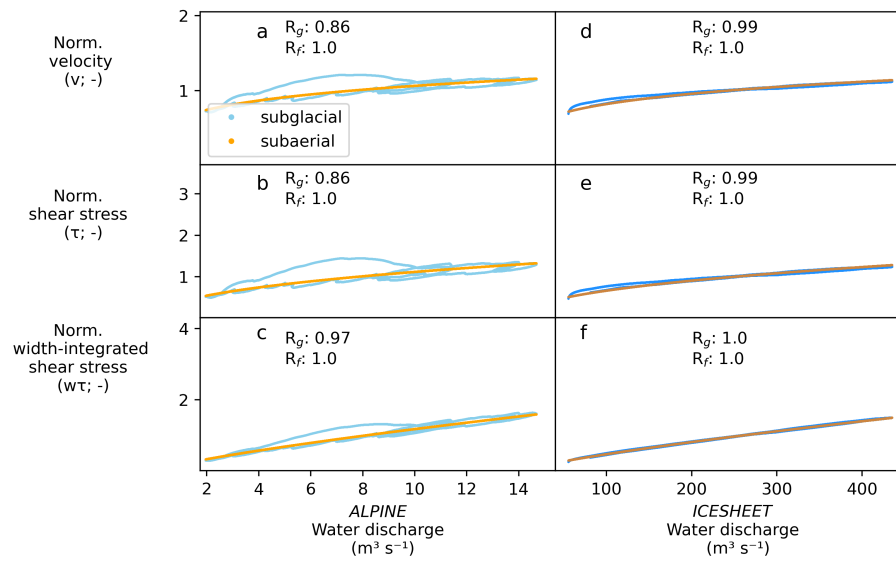 Norm.
velocity
(v; -)
2
1
a
R_g: 0.86
R_f: 1.0
subglacial
subaerial
d
R_g: 0.99
R_f: 1.0
Norm.
shear stress
(τ; -)
3
2
1
b
R_g: 0.86
R_f: 1.0
e
R_g: 0.99
R_f: 1.0
Norm.
width-integrated
shear stress
(wτ; -)
4
2
c
R_g: 0.97
R_f: 1.0
f
R_g: 1.0
R_f: 1.0
2 4 6 8 10 12 14
ALPINE
Water discharge
(m³ s⁻¹)
100 200 300 400
ICESHEET
Water discharge
(m³ s⁻¹)